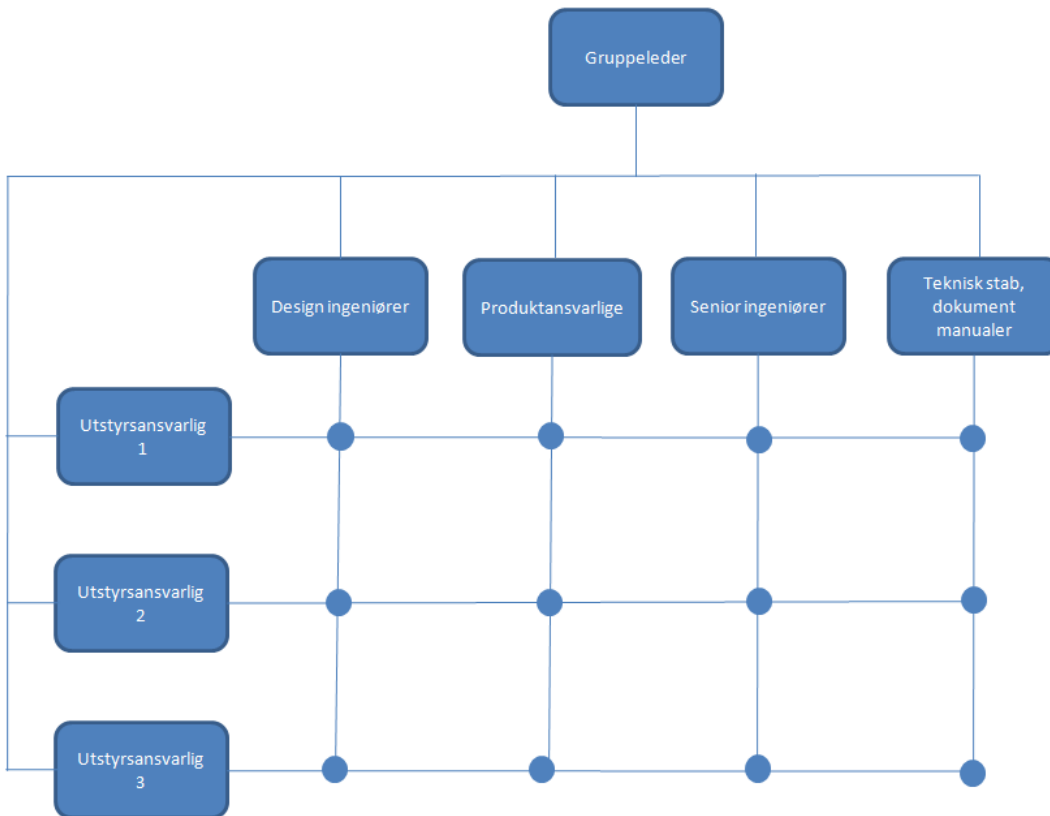 Gruppeleder
Design ingeniører
Produktansvarlige
Senior ingeniører
Teknisk stab,
dokument
manualer
Utstyrsansvarlig
1
Utstyrsansvarlig
2
Utstyrsansvarlig
3